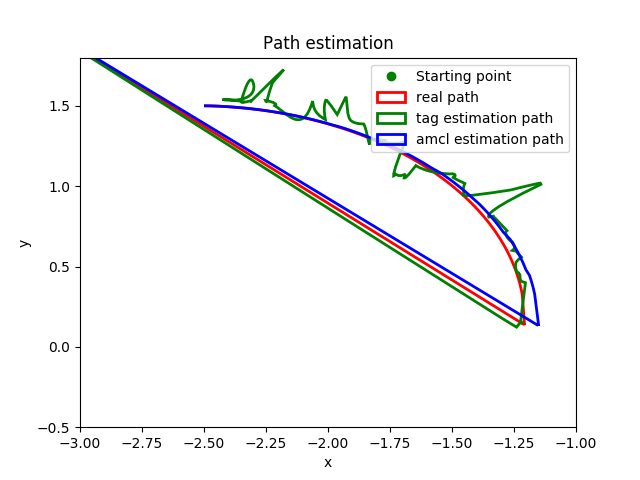 Path estimation
Starting point
real path
tag estimation path
amcl estimation path
1.5
1.0
0.5
0.0
−0.5
y
−3.00 −2.75 −2.50 −2.25 −2.00 −1.75 −1.50 −1.25 −1.00
x